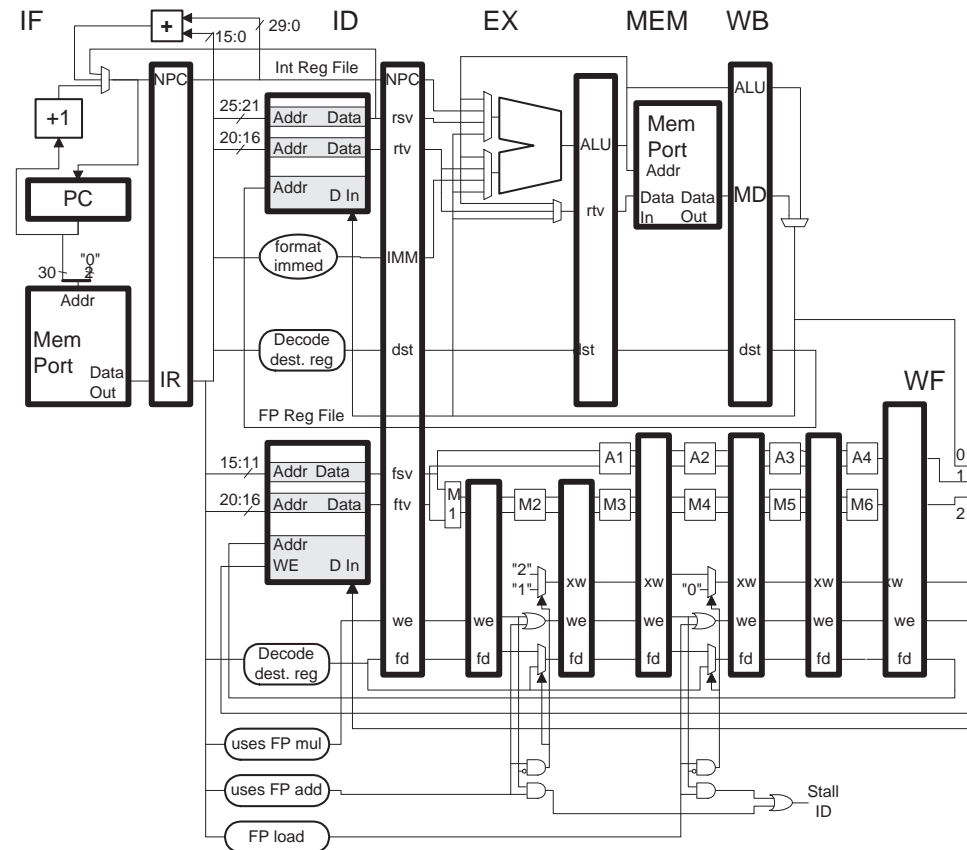 IF
ID
EX
MEM
WB
+
29:0
15:0
Int Reg File
NPC
NPC
+1
25:21
Addr
Data
rsv
20:16
Addr
Data
rtv
Addr
D In
PC
format
immed
IMM
30
"0"
2
Addr
Mem
Port
Data
Out
IR
Decode
dest. reg
dst
FP Reg File
ALU
rtv
dst
Mem
Port
Addr
Data
In
Data
Out
ALU
MD
dst
WF
15:11
Addr
Data
fsv
20:16
Addr
Data
ftv
Addr
WE
D In
M
1
A1
A2
A3
A4
M2
M3
M4
M5
M6
0
1
2
"2"
"1"
xw
xw
"0"
xw
xw
xw
we
we
we
we
we
we
we
Decode
dest. reg
fd
fd
fd
fd
fd
fd
fd
uses FP mul
uses FP add
FP load
Stall
ID